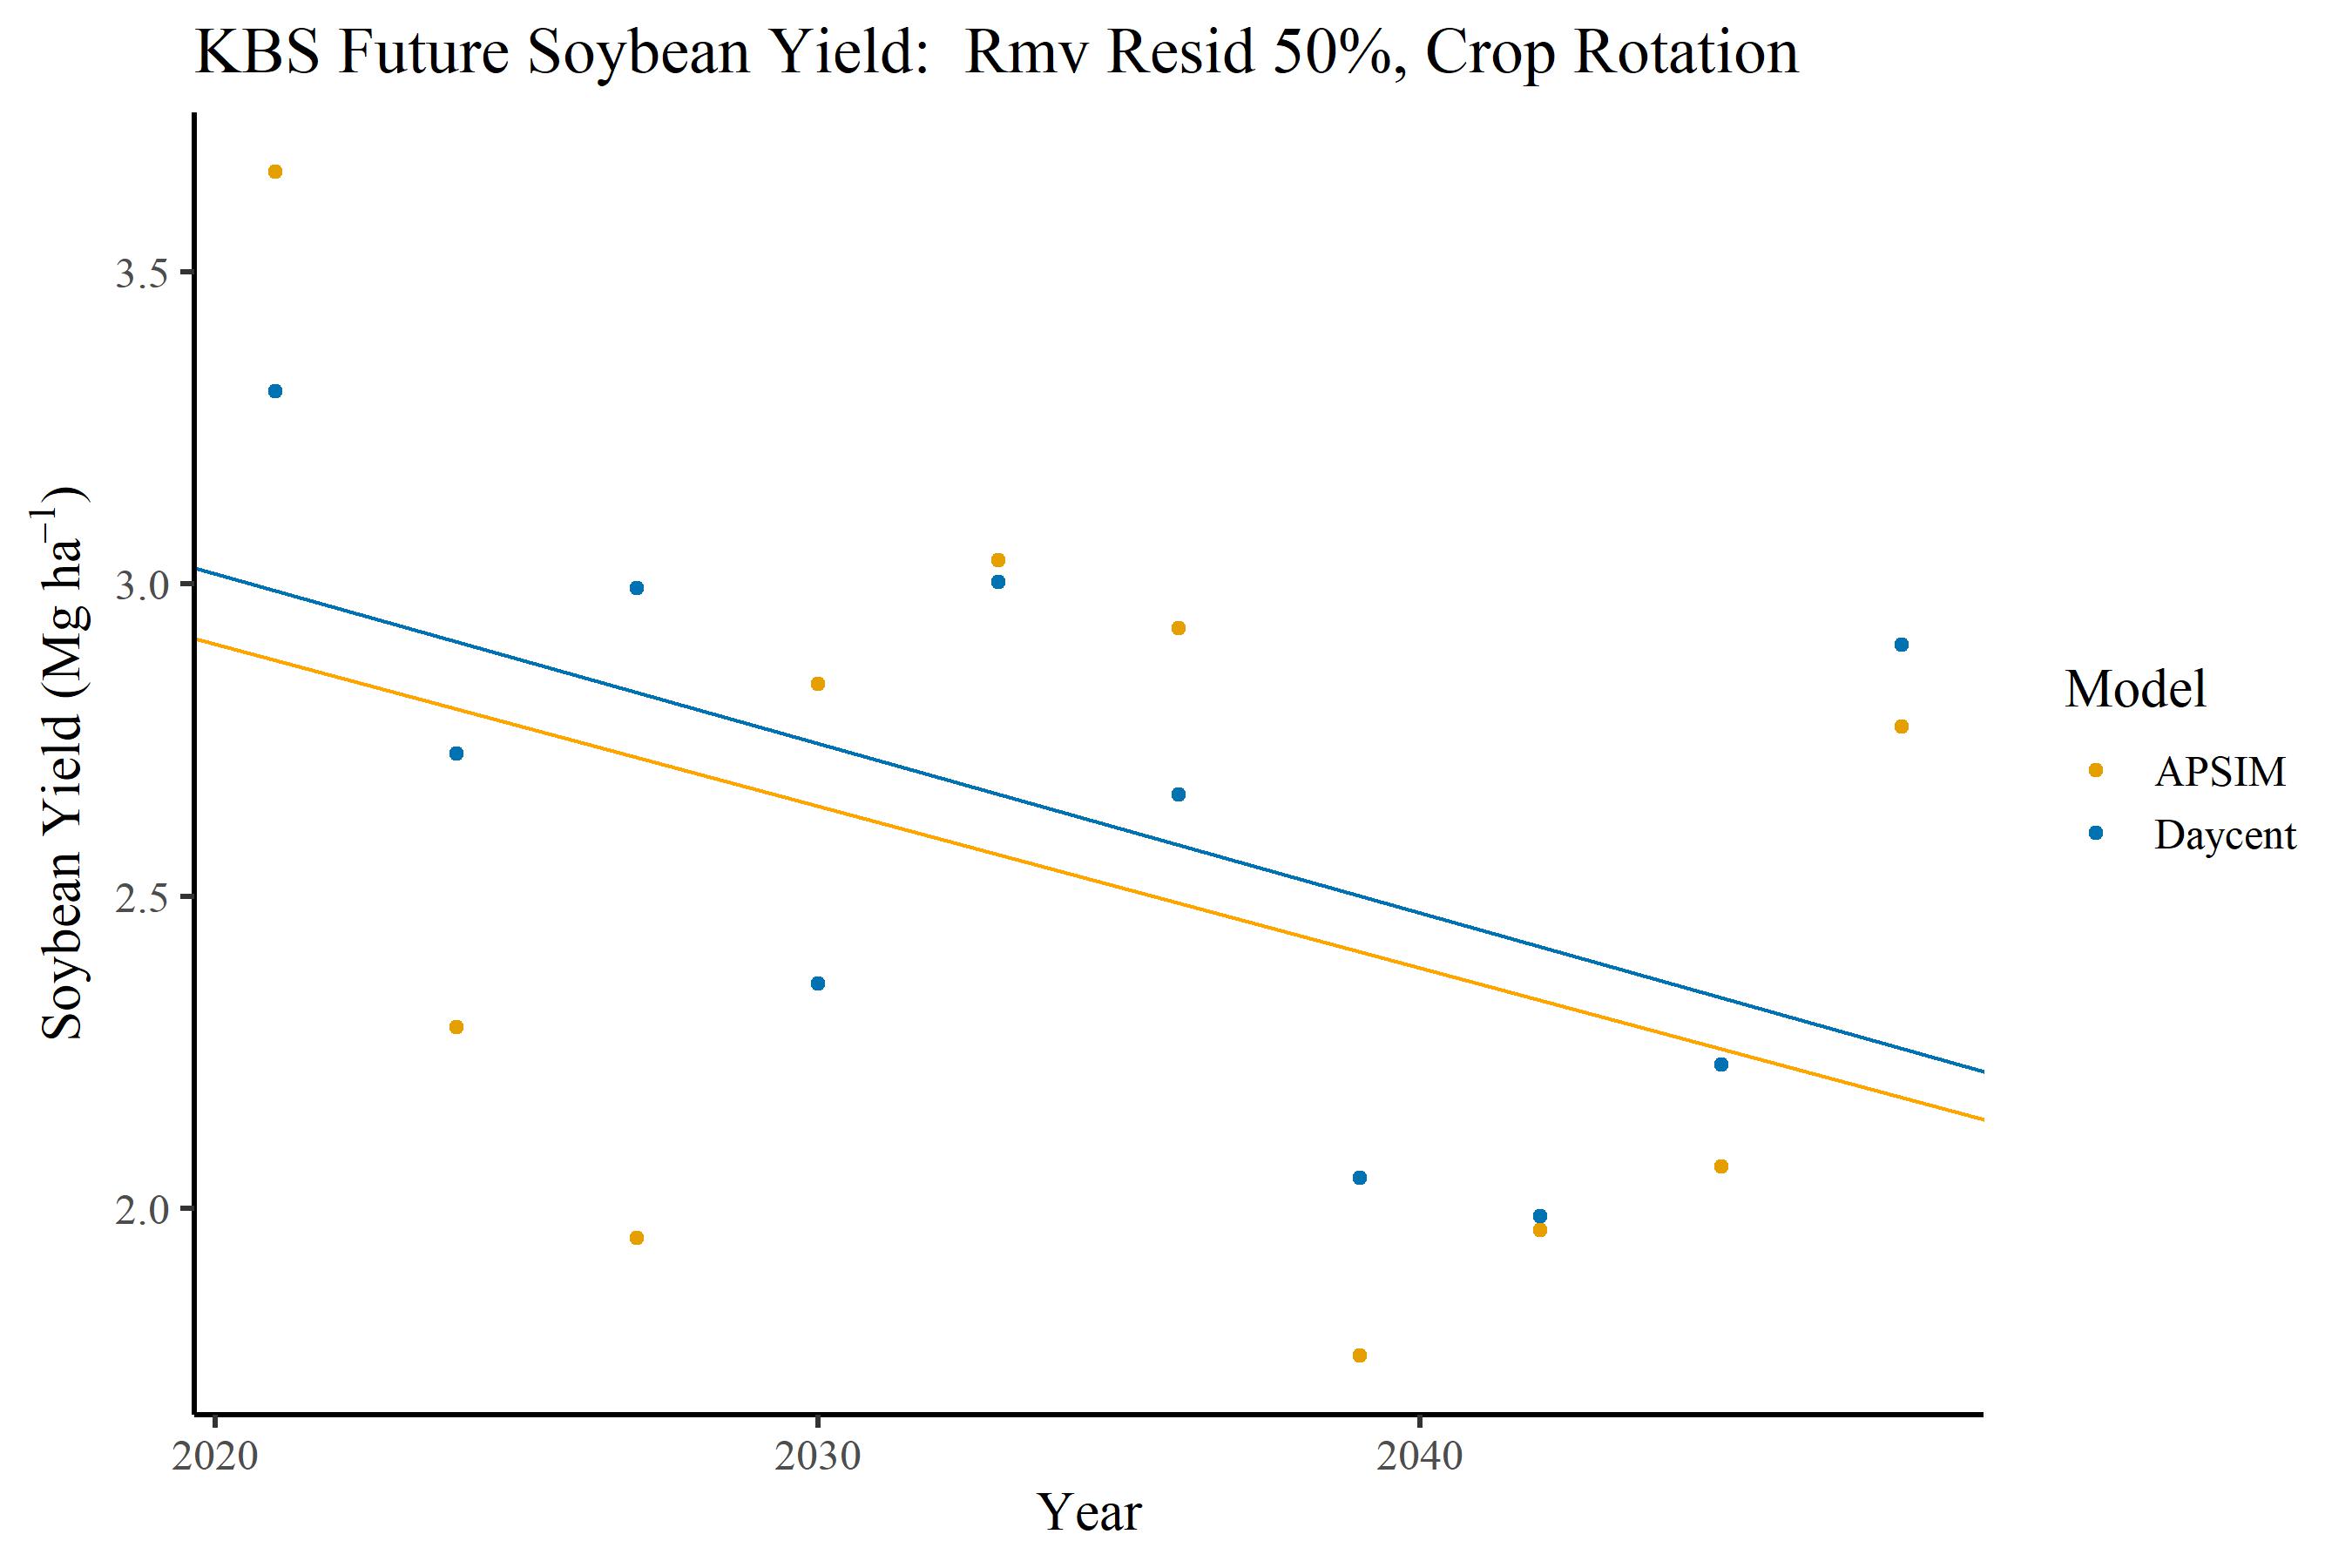 KBS Future Soybean Yield:  Rmv Resid 50%, Crop Rotation
Soybean Yield (Mg ha⁻¹)
3.5
3.0
2.5
2.0
2020
2030
2040
Year
Model
APSIM
Daycent